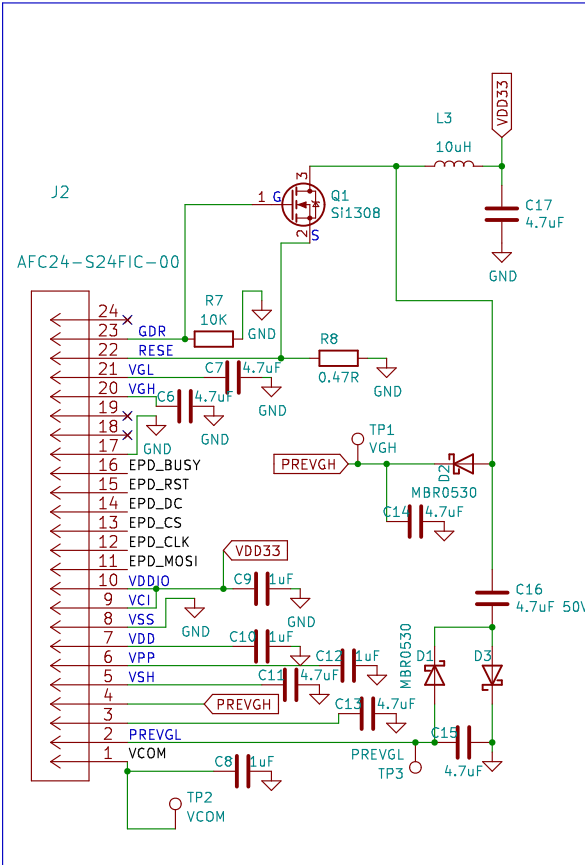 VDD33
L3
10uH
3
Q1
Si1308
1 G
2
S
C17
4.7uF
GND
J2
AFC24-S24FIC-00
R7
10K
GND
R8
0.47R
GND
24
23 GDR
22 RESE
21 VGL
C7 4.7uF
GND
20 VGH
C6 4.7uF
GND
19
18
17
GND
16 EPD_BUSY
15 EPD_RST
14 EPD_DC
13 EPD_CS
12 EPD_CLK
11 EPD_MOSI
10 VDDIO
9 VCI
8 VSS
7 VDD
6 VPP
5 VSH
4
3
2 PREVGL
1 VCOM
TP1
VGH
PREVGH
D2
MBR0530
C14 4.7uF
VDD33
C9 1uF
GND
GND
C10 1uF
C12 1uF
C11 4.7uF
PREVGH
C13 4.7uF
C16
4.7uF 50V
MBR0530
D1
D3
C15
4.7uF
PREVGL
TP3
C8 1uF
TP2
VCOM